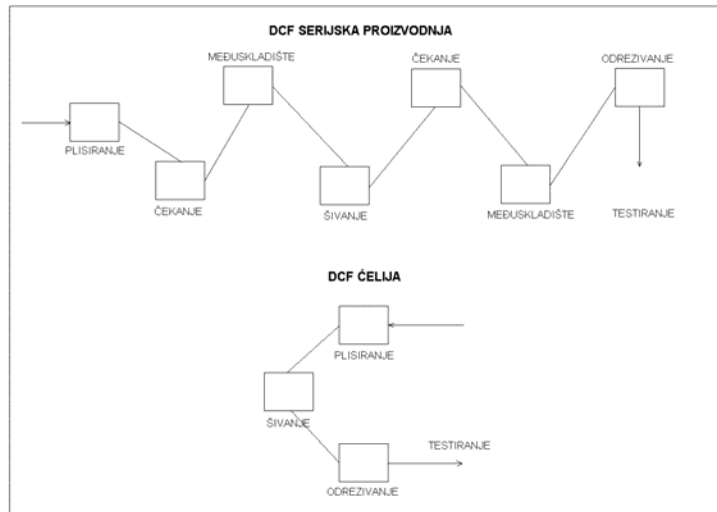 DCF SERIJSKA PROIZVODNJA
MEĐUSKLADIŠTE
ČEKANJE
ODREZIVANJE
PLISIRANJE
ČEKANJE
ŠIVANJE
MEĐUSKLADIŠTE
TESTIRANJE
DCF ĆELIJA
PLISIRANJE
ŠIVANJE
TESTIRANJE
ODREZIVANJE